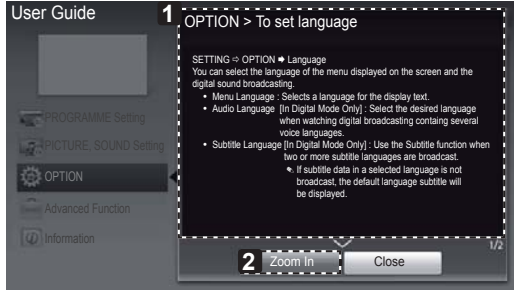 User Guide
1
OPTION > To set language
SETTING ⇨ OPTION ➡ Language
You can select the language of the menu displayed on the screen and the
digital sound broadcasting.
• Menu Language : Selects a language for the display text.
• Audio Language [In Digital Mode Only] : Select the desired language
when watching digital broadcasting containg several
voice languages.
• Subtitle Language [In Digital Mode Only] : Use the Subtitle function when
two or more subtitle languages are broadcast.
If subtitle data in a selected language is not
broadcast, the default language subtitle will
be displayed.
PROGRAMME Setting
PICTURE, SOUND Setting
OPTION
Advanced Function
Information
1/2
2
Zoom In
Close